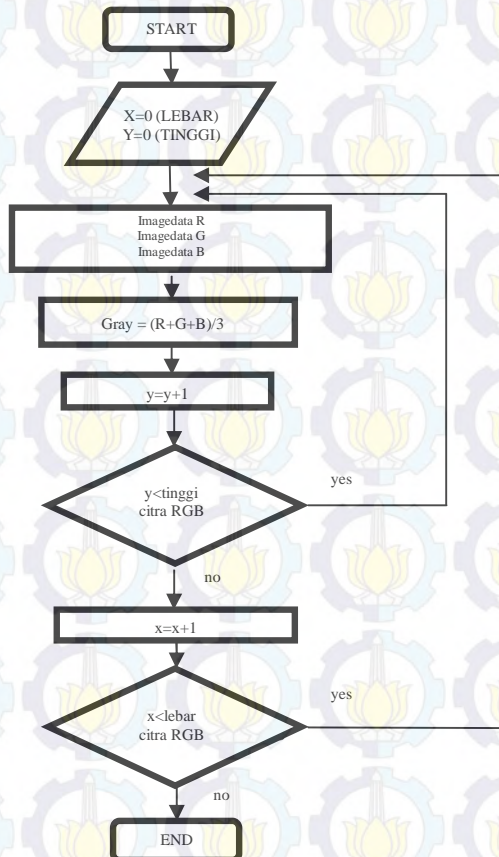 START
X=0 (LEBAR)
Y=0 (TINGGI)
Imagedata R
Imagedata G
Imagedata B
Gray = (R+G+B)/3
y=y+1
y<tinggi
citra RGB
yes
no
x=x+1
x<lebar
citra RGB
yes
no
END